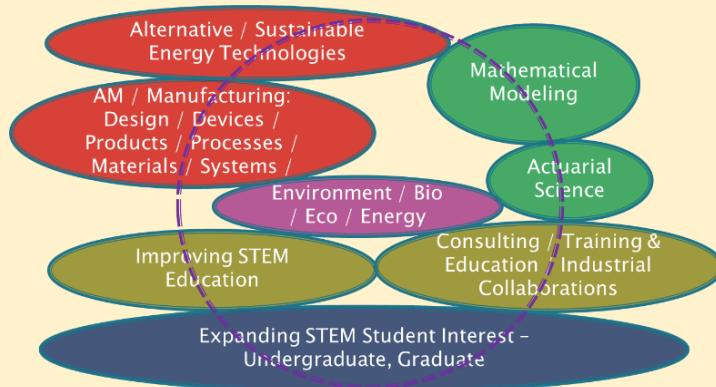 Alternative / Sustainable
Energy Technologies
Mathematical
Modeling
AM / Manufacturing:
Design / Devices /
Products / Processes /
Materials / Systems /
Actuarial
Science
Environment / Bio
/ Eco / Energy
Improving STEM
Education
Consulting / Training &
Education - Industrial
Collaborations
Expanding STEM Student Interest –
Undergraduate, Graduate